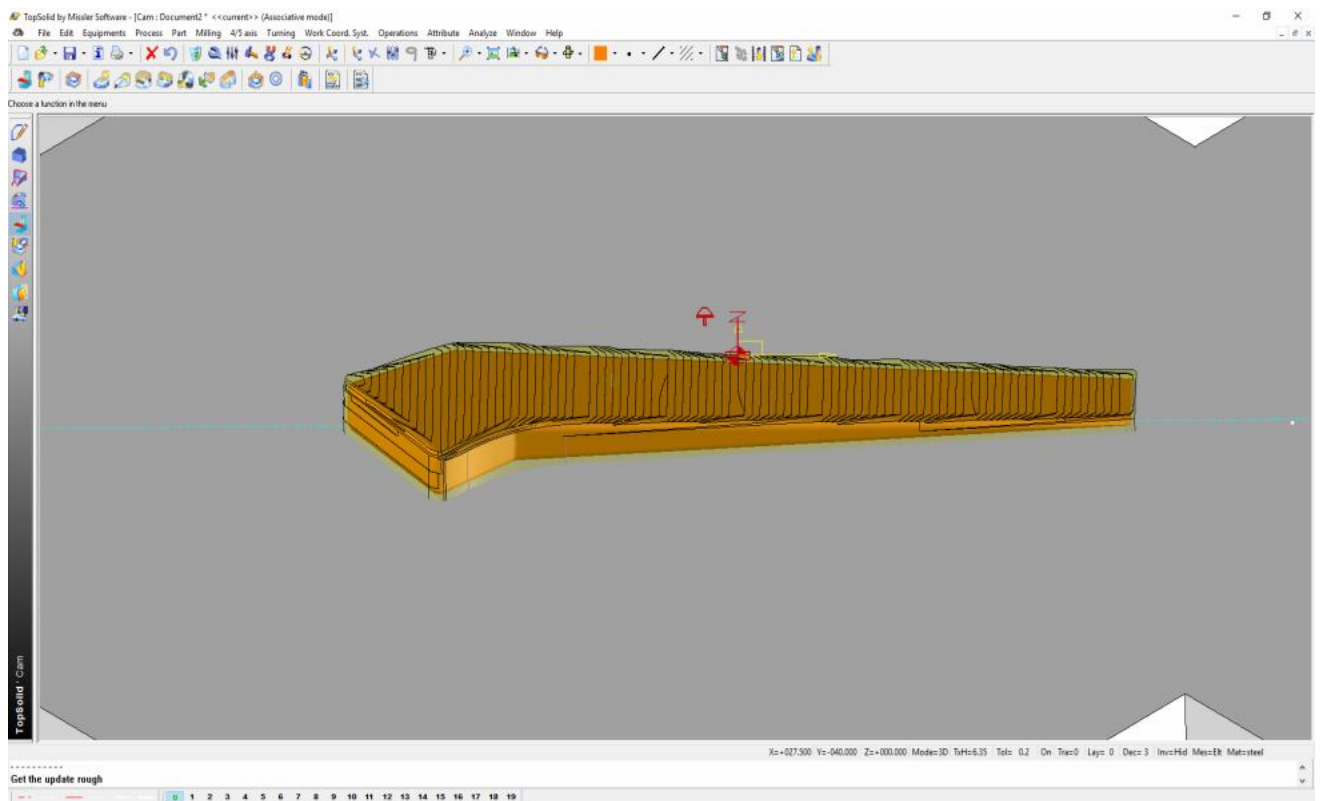 TopSolid by Missler Software - [Cam : Document2 * <<current>> (Associative mode)]
File Edit Equipments Process Part Milling 4/5 axis Turning Work Coord. Syst. Operations Attribute Analyze Window Help
Choose a function in the menu
Z
TopSolid'Cam
X=+027.500 Y=-040.000 Z=+000.000 Mode=3D TxH=6.35 Tol= 0.2 On Tra=0 Lay= 0 Dec= 3 Inv=Hid Mes=Elt Mat=steel
----------
Get the update rough
0 1 2 3 4 5 6 7 8 9 10 11 12 13 14 15 16 17 18 19